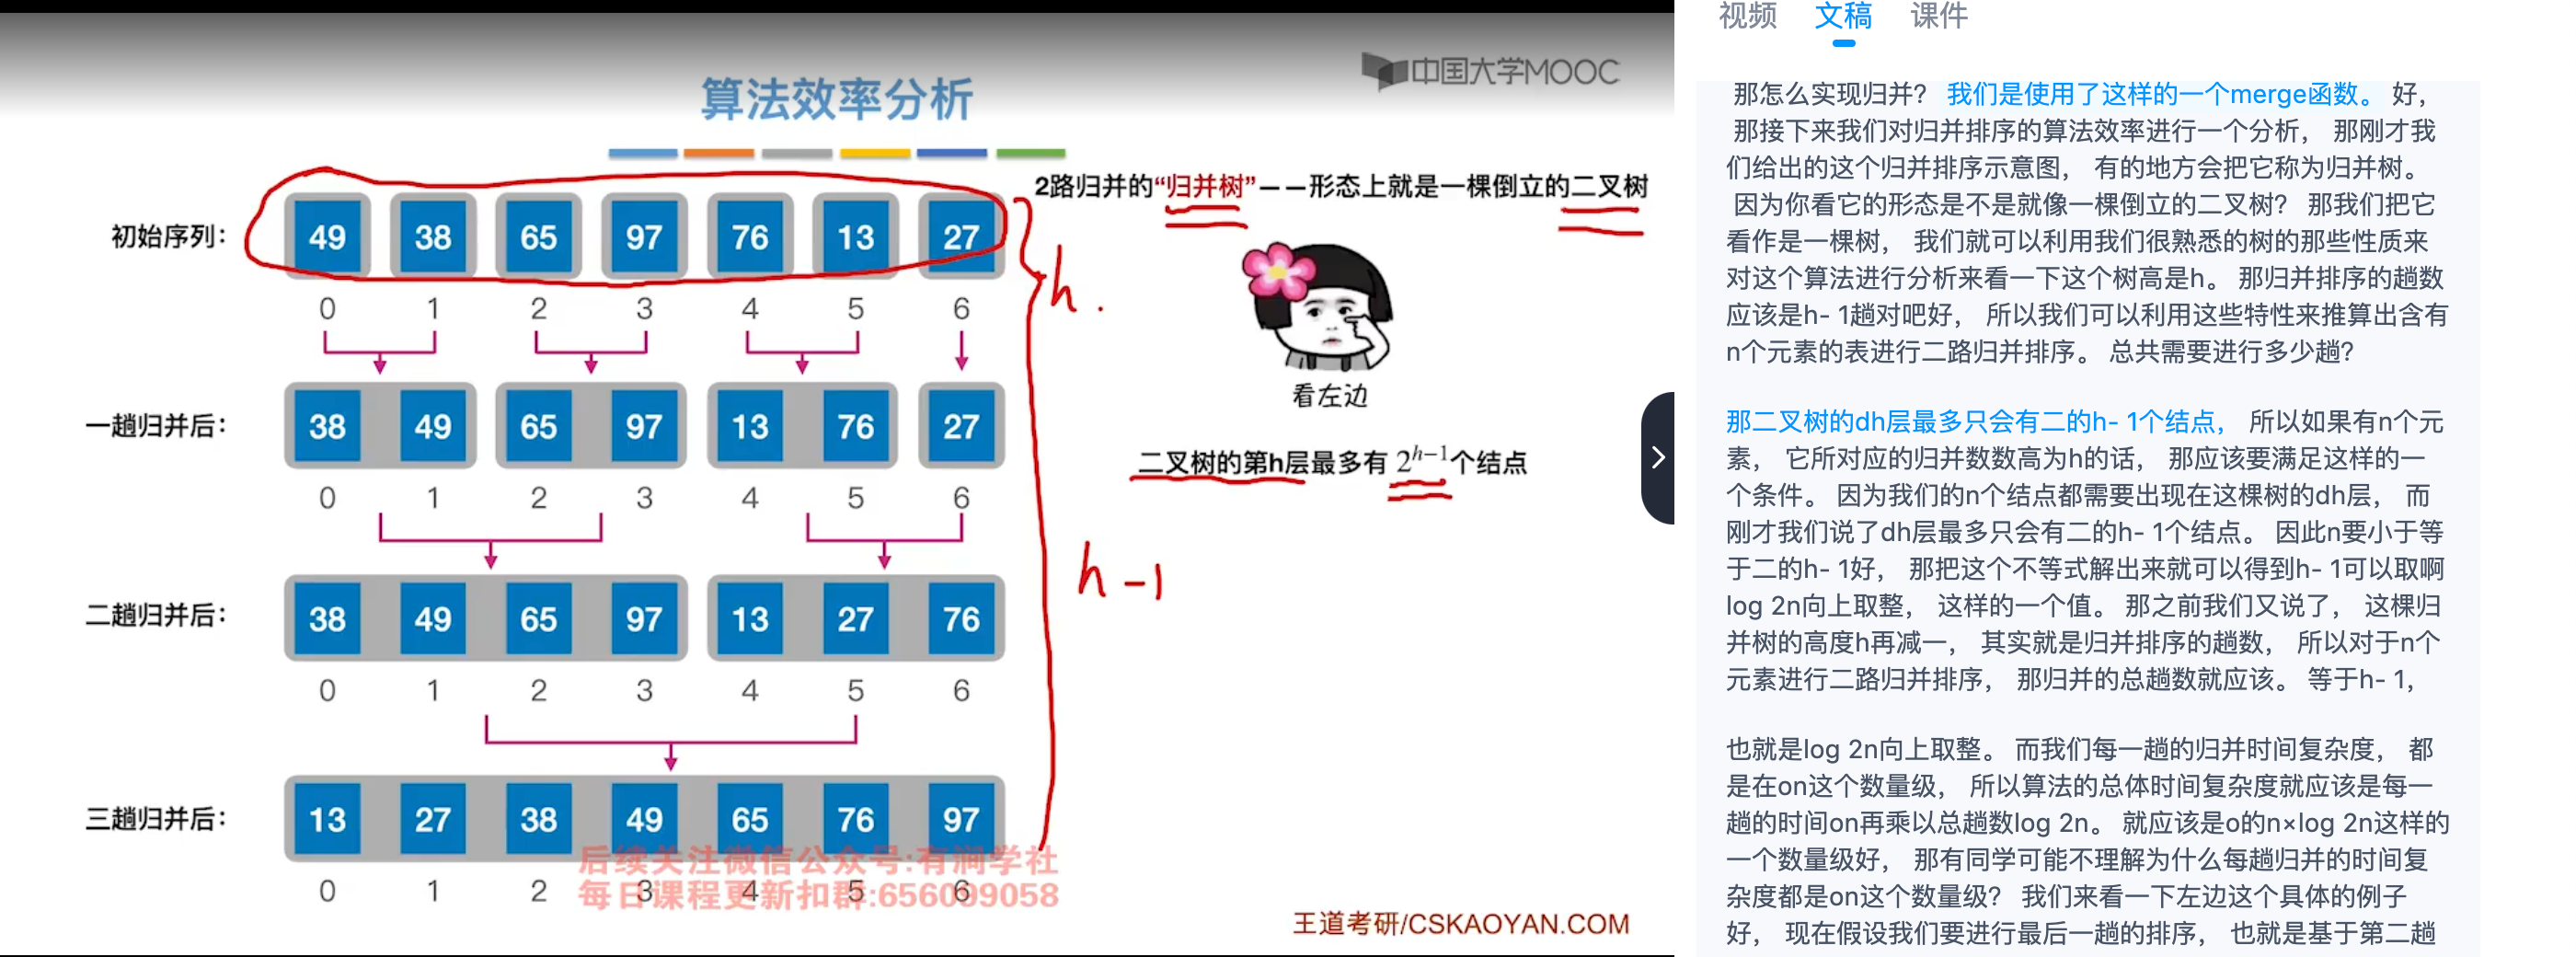 中国大学MOOC
算法效率分析
2路归并的“归并树”——形态上就是一棵倒立的二叉树
初始序列： 49 38 65 97 76 13 27
0 1 2 3 4 5 6
h.
看左边
一趟归并后： 38 49 65 97 13 76 27
0 1 2 3 4 5 6
二叉树的第h层最多有 2^{h−1}个结点
h-1
二趟归并后： 38 49 65 97 13 27 76
0 1 2 3 4 5 6
三趟归并后： 13 27 38 49 65 76 97
0 1 2 3 4 5 6
后续关注微信公众号:有涧学社
每日课程更新扣群:656099058
王道考研/CSKAOYAN.COM
视频 文稿 课件
那怎么实现归并？ 我们是使用了这样的一个merge函数。 好，
那接下来我们对归并排序的算法效率进行一个分析， 那刚才我
们给出的这个归并排序示意图， 有的地方会把它称为归并树。
因为你看它的形态是不是就像一棵倒立的二叉树？ 那我们把它
看作是一棵树， 我们就可以利用我们很熟悉的树的那些性质来
对这个算法进行分析来看一下这个树高是h。 那归并排序的趟数
应该是h- 1趟对吧好， 所以我们可以利用这些特性来推算出含有
n个元素的表进行二路归并排序。 总共需要进行多少趟？
那二叉树的dh层最多只会有二的h- 1个结点， 所以如果有n个元
素， 它所对应的归并数数高为h的话， 那应该要满足这样的一
个条件。 因为我们的n个结点都需要出现在这棵树的dh层， 而
刚才我们说了dh层最多只会有二的h- 1个结点。 因此n要小于等
于二的h- 1好， 那把这个不等式解出来就可以得到h- 1可以取啊
log 2n向上取整， 这样的一个值。 那之前我们又说了， 这棵归
并树的高度h再减一， 其实就是归并排序的趟数， 所以对于n个
元素进行二路归并排序， 那归并的总趟数就应该。 等于h- 1，
也就是log 2n向上取整。 而我们每一趟的归并时间复杂度， 都
是在on这个数量级， 所以算法的总体时间复杂度就应该是每一
趟的时间on再乘以总趟数log 2n。 就应该是o的n×log 2n这样的
一个数量级好， 那有同学可能不理解为什么每趟归并的时间复
杂度都是on这个数量级？ 我们来看一下左边这个具体的例子
好， 现在假设我们要进行最后一趟的排序， 也就是基于第二趟